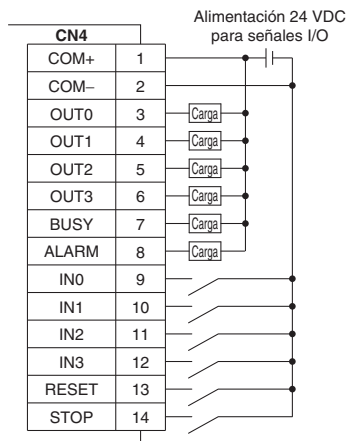 Alimentación 24 VDC
para señales I/O
CN4
COM+ 1
COM– 2
OUT0 3 Carga
OUT1 4 Carga
OUT2 5 Carga
OUT3 6 Carga
BUSY 7 Carga
ALARM 8 Carga
IN0 9
IN1 10
IN2 11
IN3 12
RESET 13
STOP 14